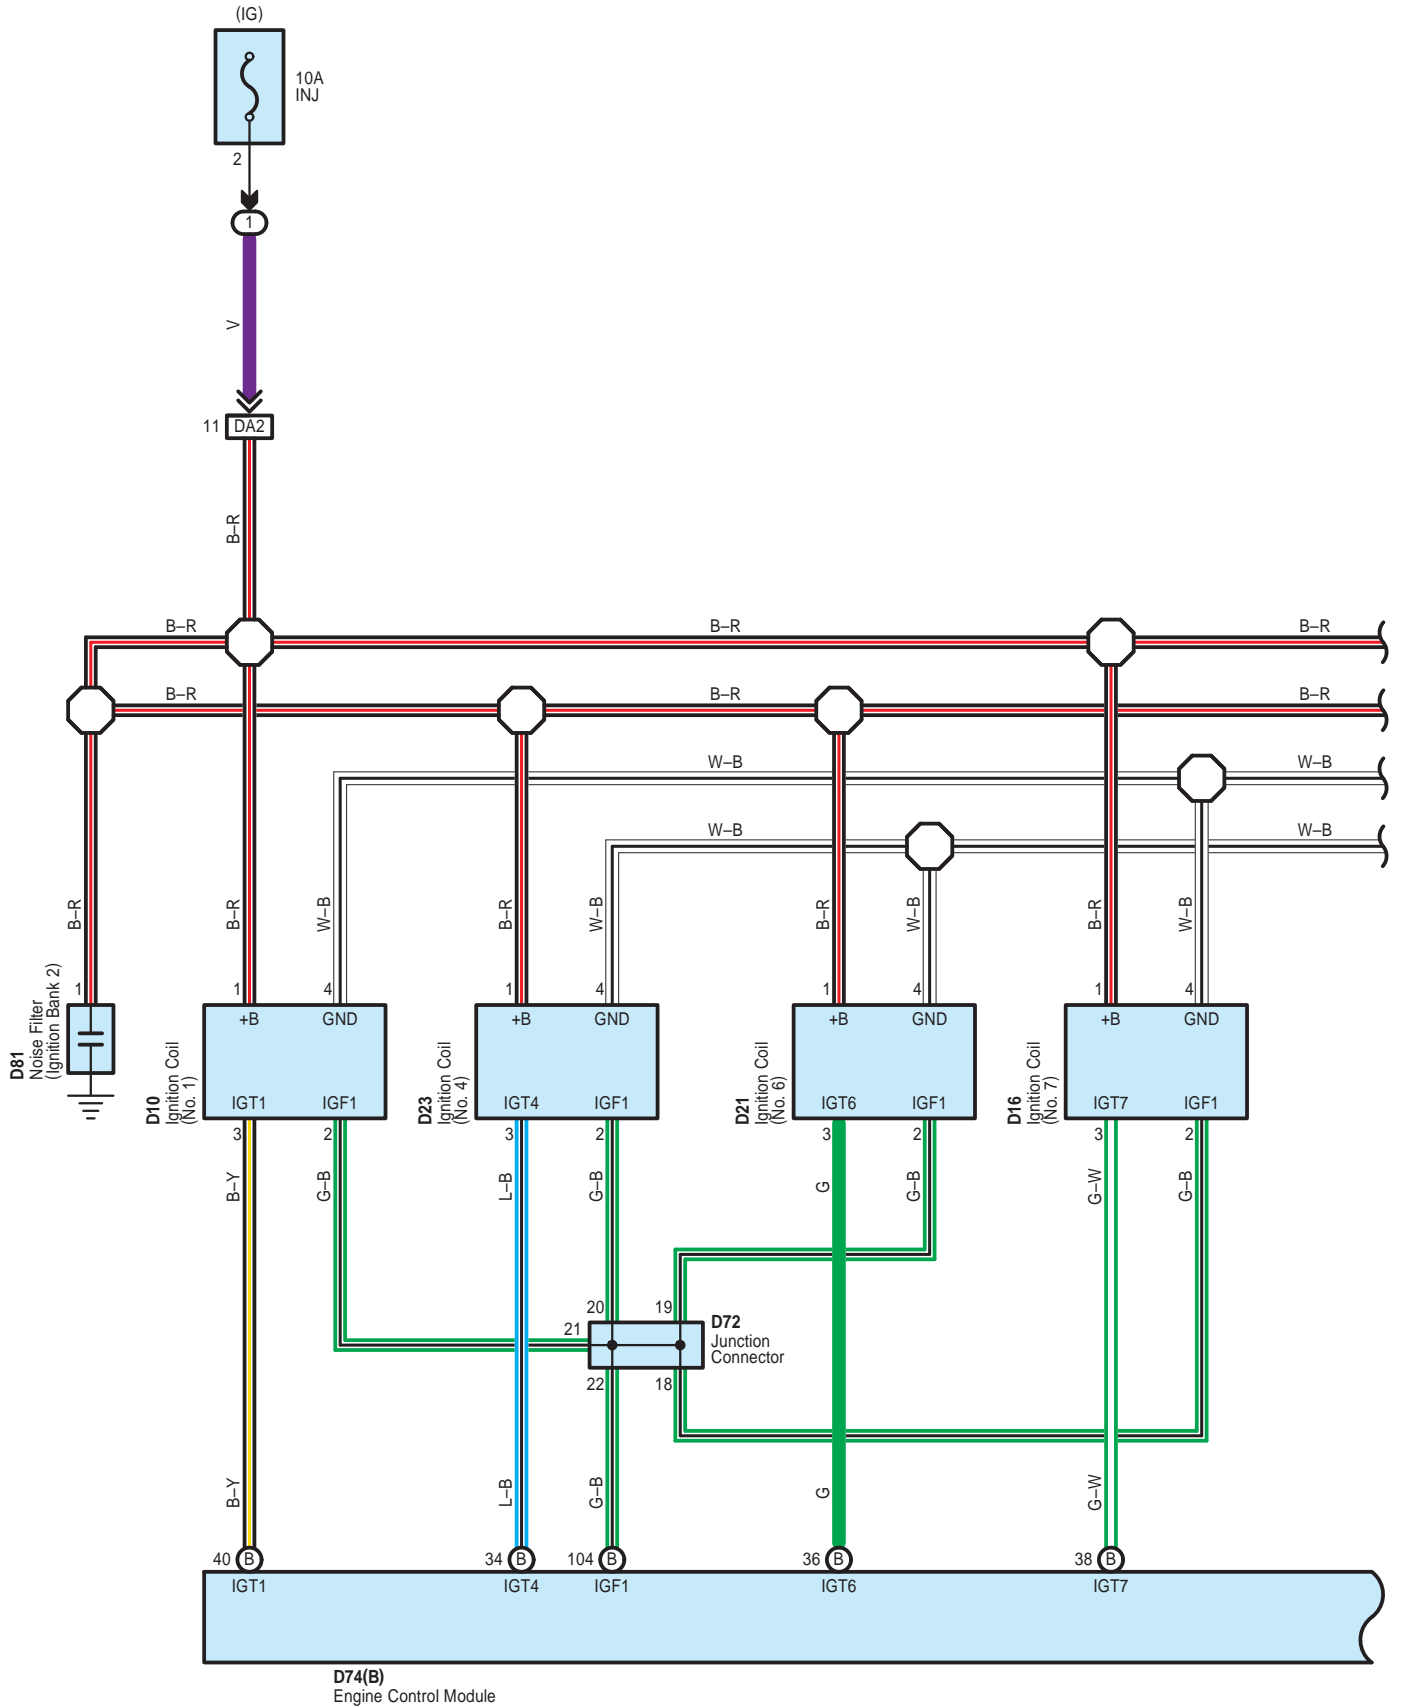 (IG)
10A
INJ
2
1
V
11 DA2
B–R
B–R B–R B–R
B–R B–R B–R
W–B W–B
W–B W–B
B–R B–R W–B B–R W–B B–R W–B B–R W–B
1 1 4 1 4 1 4 1 4
+B GND +B GND +B GND +B GND
D81
Noise Filter
(Ignition Bank 2)
D10
Ignition Coil
(No. 1)
D23
Ignition Coil
(No. 4)
D21
Ignition Coil
(No. 6)
D16
Ignition Coil
(No. 7)
IGT1 IGF1 IGT4 IGF1 IGT6 IGF1 IGT7 IGF1
3 2 3 2 3 2 3 2
B–Y G–B L–B G–B G G–B G–W G–B
20 19
21
D72
Junction
Connector
22 18
B–Y L–B G–B G G–W
40 B 34 B 104 B 36 B 38 B
IGT1 IGT4 IGF1 IGT6 IGT7
D74(B)
Engine Control Module